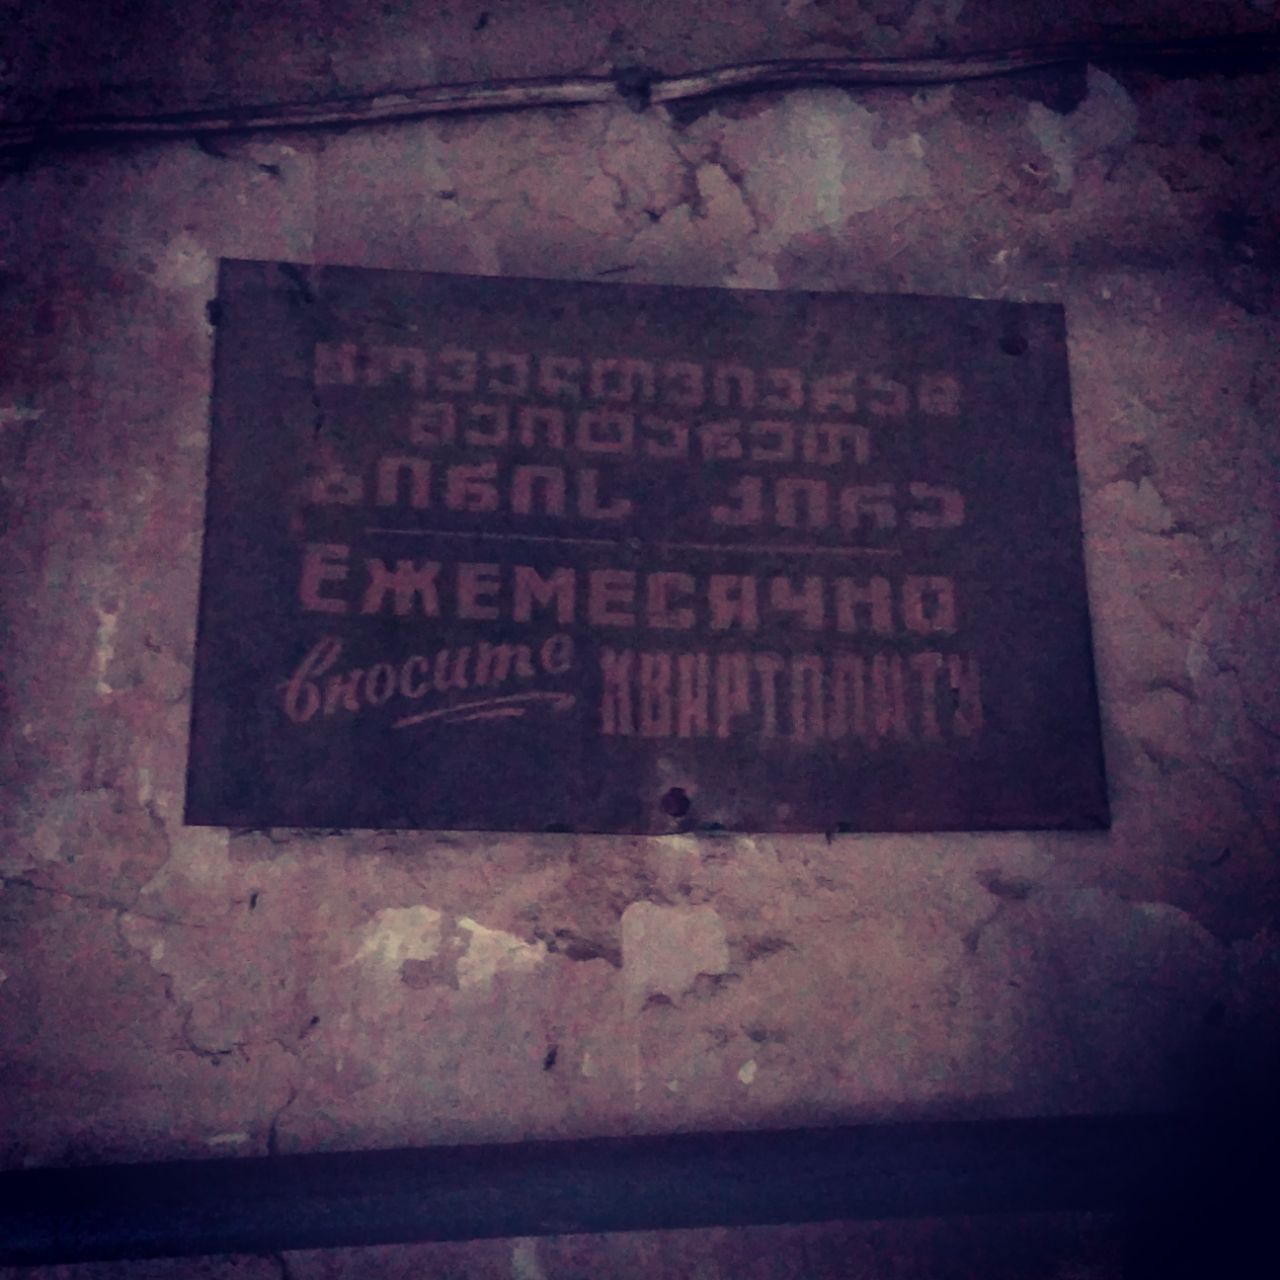 ყოველთვიურად
შეიტანეთ
ბინის ქირა
ЕЖЕМЕСЯЧНО
вносите КВАРТПЛАТУ